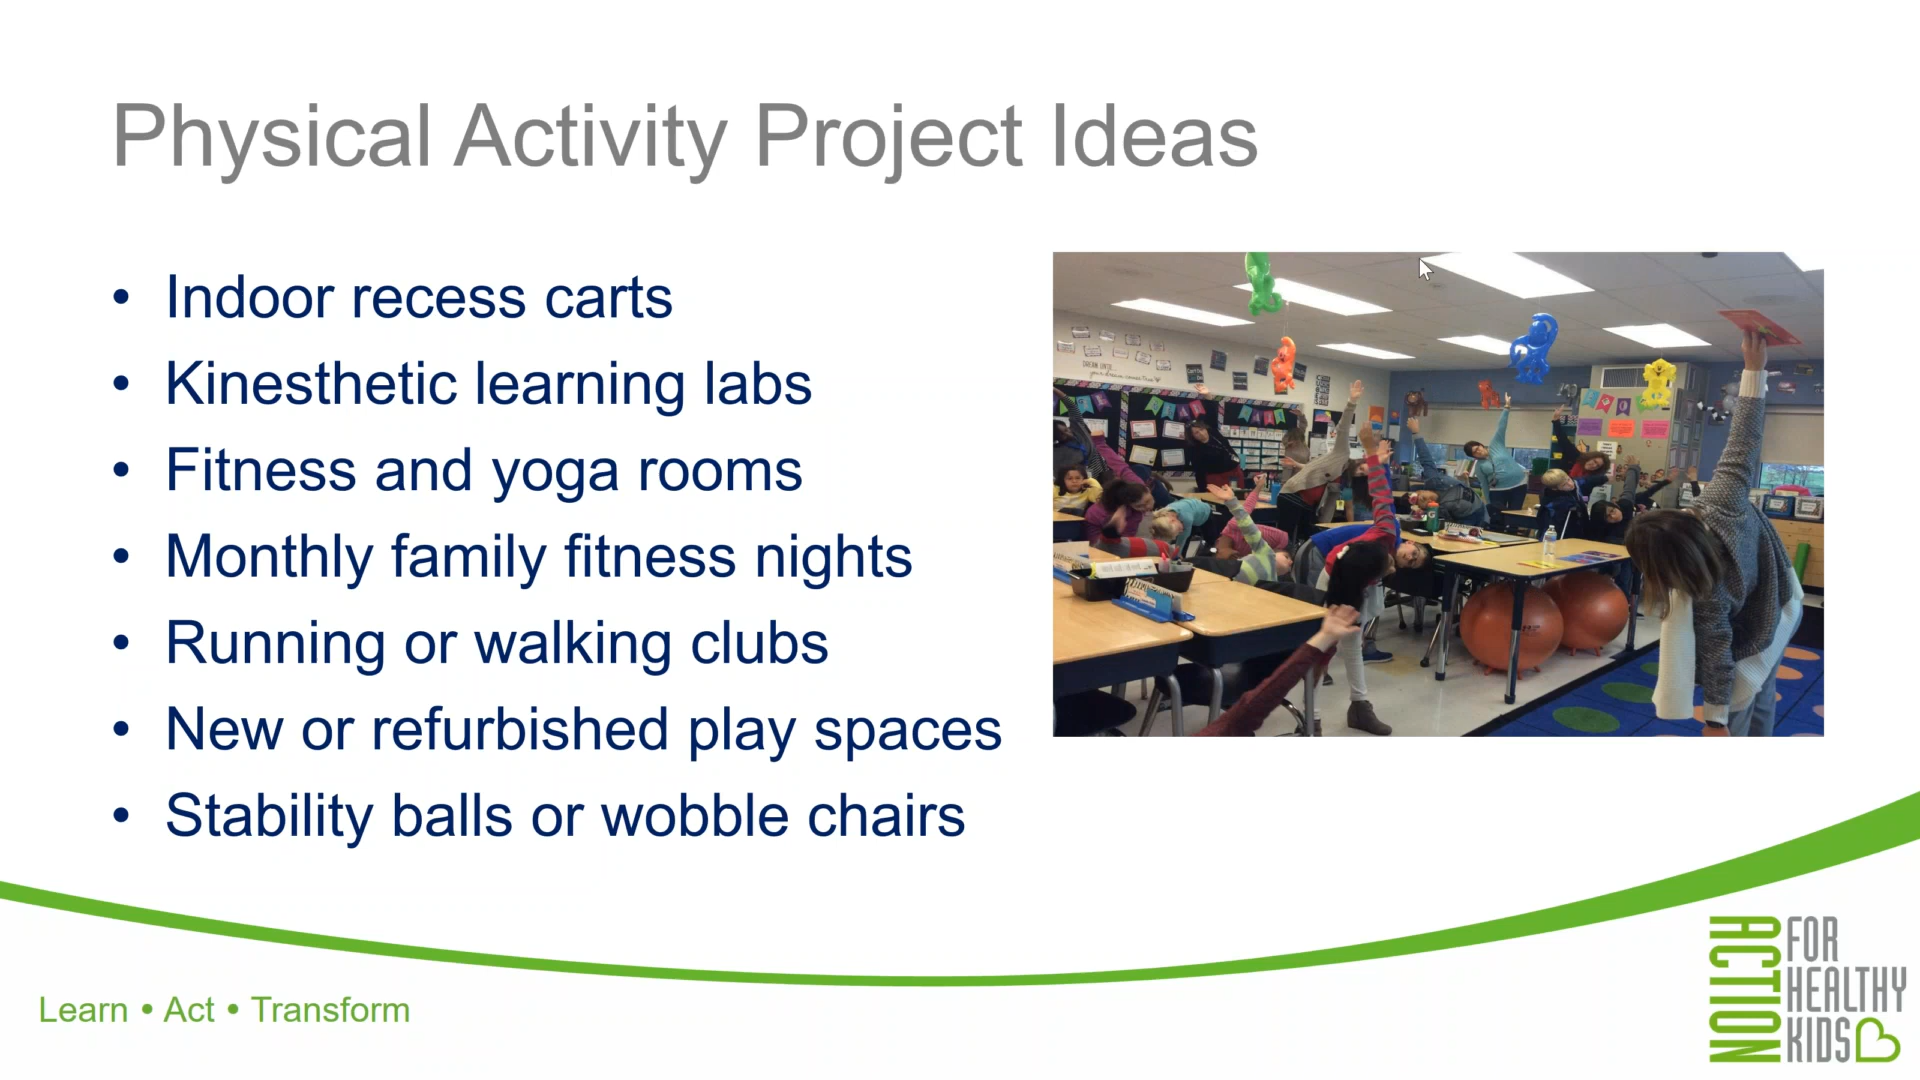 Physical Activity Project Ideas
• Indoor recess carts
• Kinesthetic learning labs
• Fitness and yoga rooms
• Monthly family fitness nights
• Running or walking clubs
• New or refurbished play spaces
• Stability balls or wobble chairs
Learn • Act • Transform
ACTION
FOR
HEALTHY
KIDS